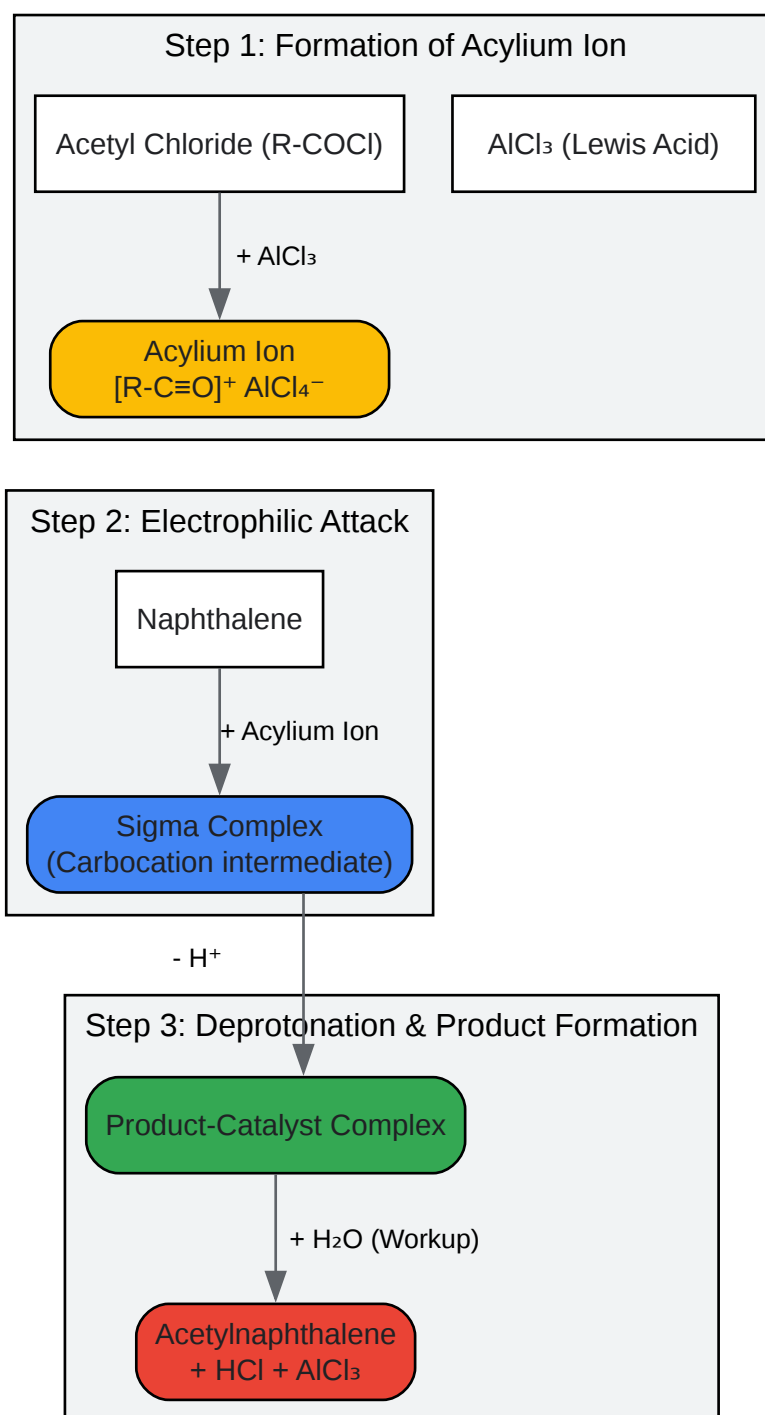 Step 1: Formation of Acylium Ion
Acetyl Chloride (R-COCl)
AlCl₃ (Lewis Acid)
+ AlCl₃
Acylium Ion
[R-C≡O]⁺ AlCl₄⁻
Step 2: Electrophilic Attack
Naphthalene
+ Acylium Ion
Sigma Complex
(Carbocation intermediate)
- H⁺
Step 3: Deprotonation & Product Formation
Product-Catalyst Complex
+ H₂O (Workup)
Acetylnaphthalene
+ HCl + AlCl₃